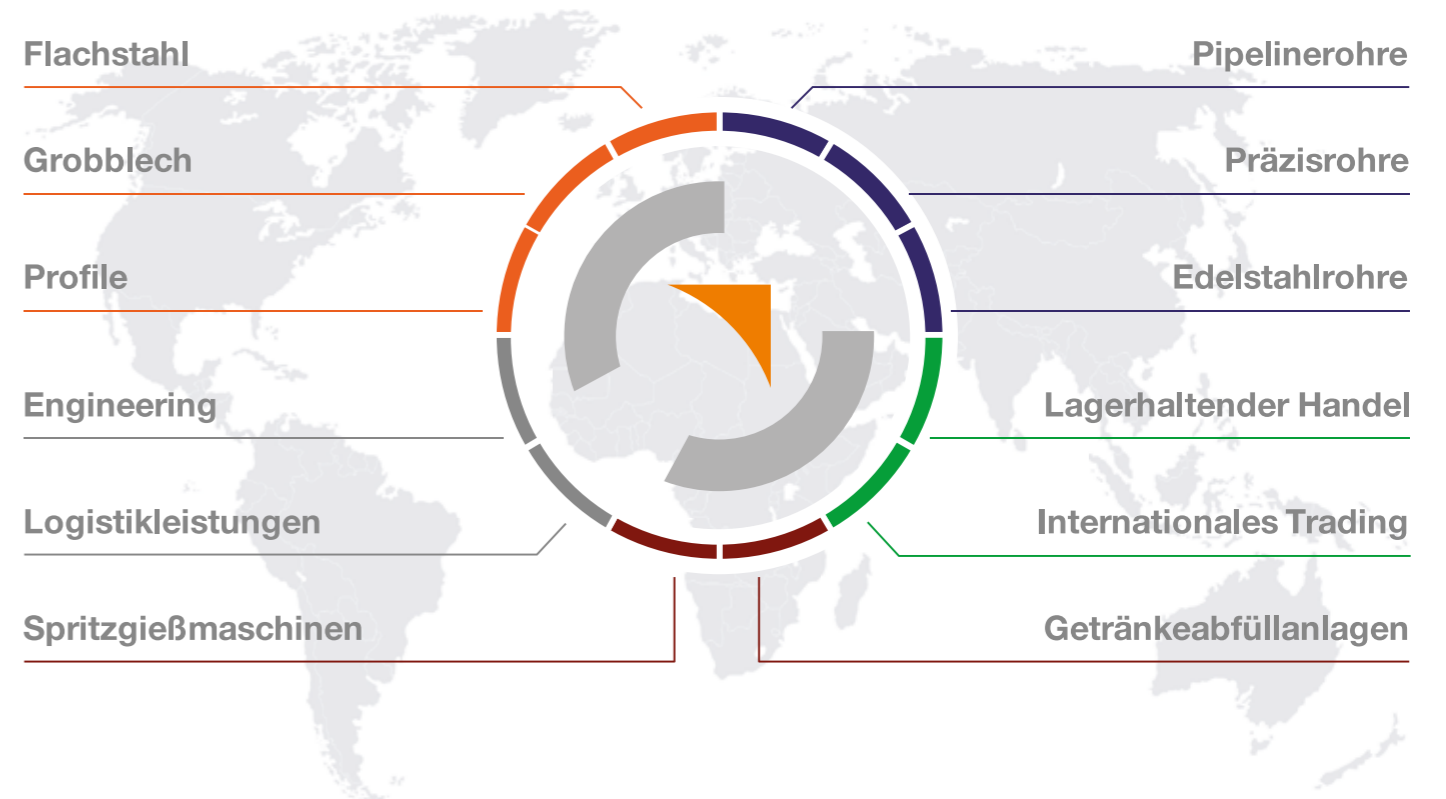 Flachstahl
Pipelinerohre
Grobblech
Präzisrohre
Profile
Edelstahlrohre
Engineering
Lagerhaltender Handel
Logistikleistungen
Internationales Trading
Spritzgießmaschinen
Getränkeabfüllanlagen